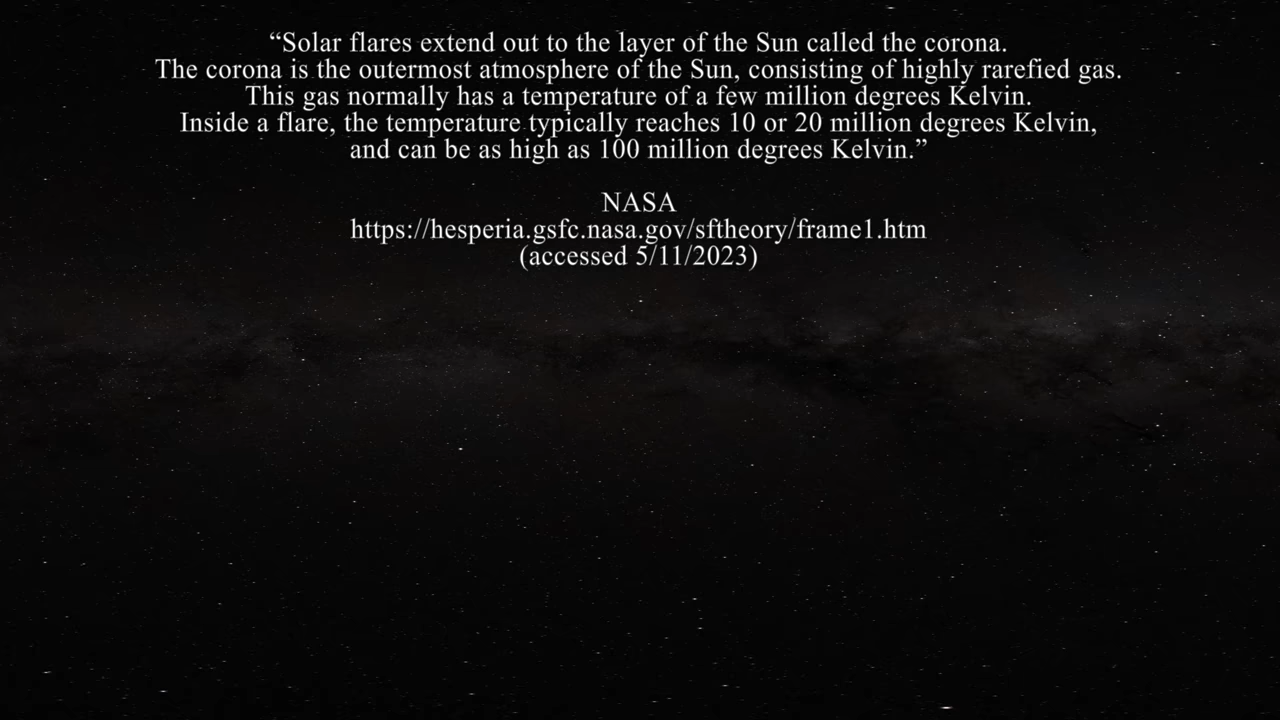 “Solar flares extend out to the layer of the Sun called the corona.
The corona is the outermost atmosphere of the Sun, consisting of highly rarefied gas.
This gas normally has a temperature of a few million degrees Kelvin.
Inside a flare, the temperature typically reaches 10 or 20 million degrees Kelvin,
and can be as high as 100 million degrees Kelvin.”
NASA
https://hesperia.gsfc.nasa.gov/sftheory/frame1.htm
(accessed 5/11/2023)